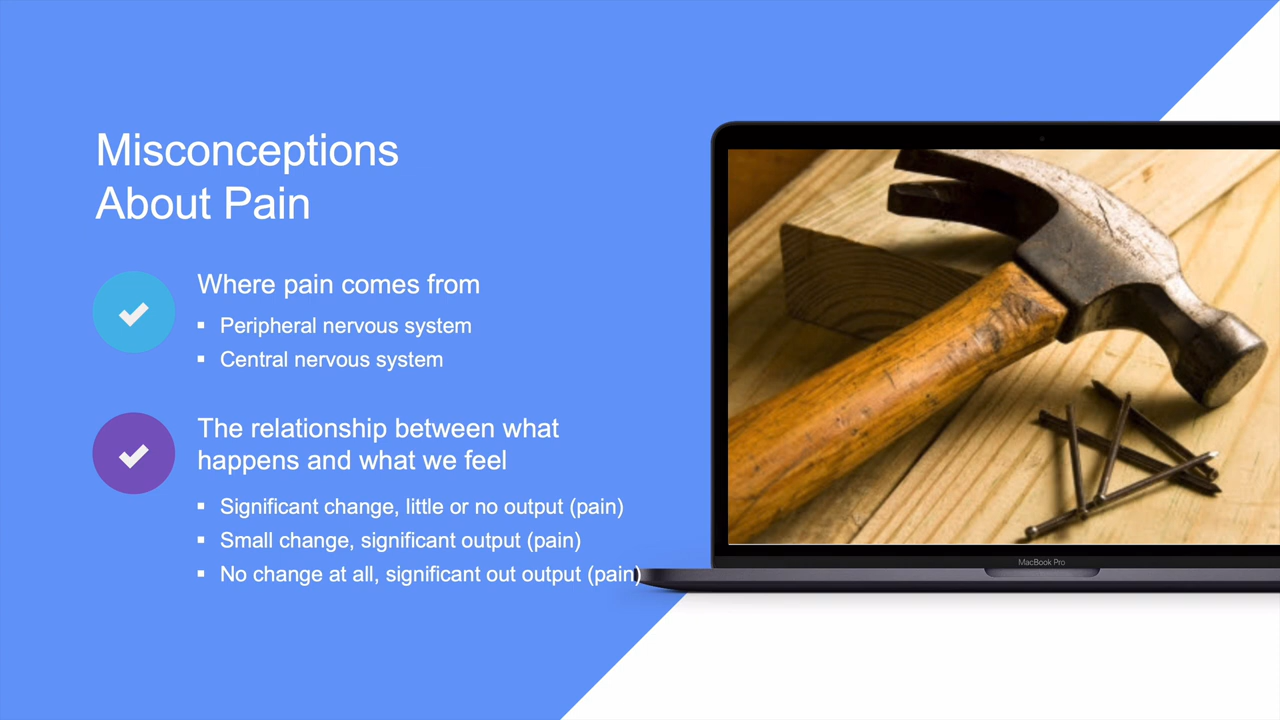 Misconceptions
About Pain
Where pain comes from
▪ Peripheral nervous system
▪ Central nervous system
The relationship between what
happens and what we feel
▪ Significant change, little or no output (pain)
▪ Small change, significant output (pain)
▪ No change at all, significant out output (pain)
MacBook Pro